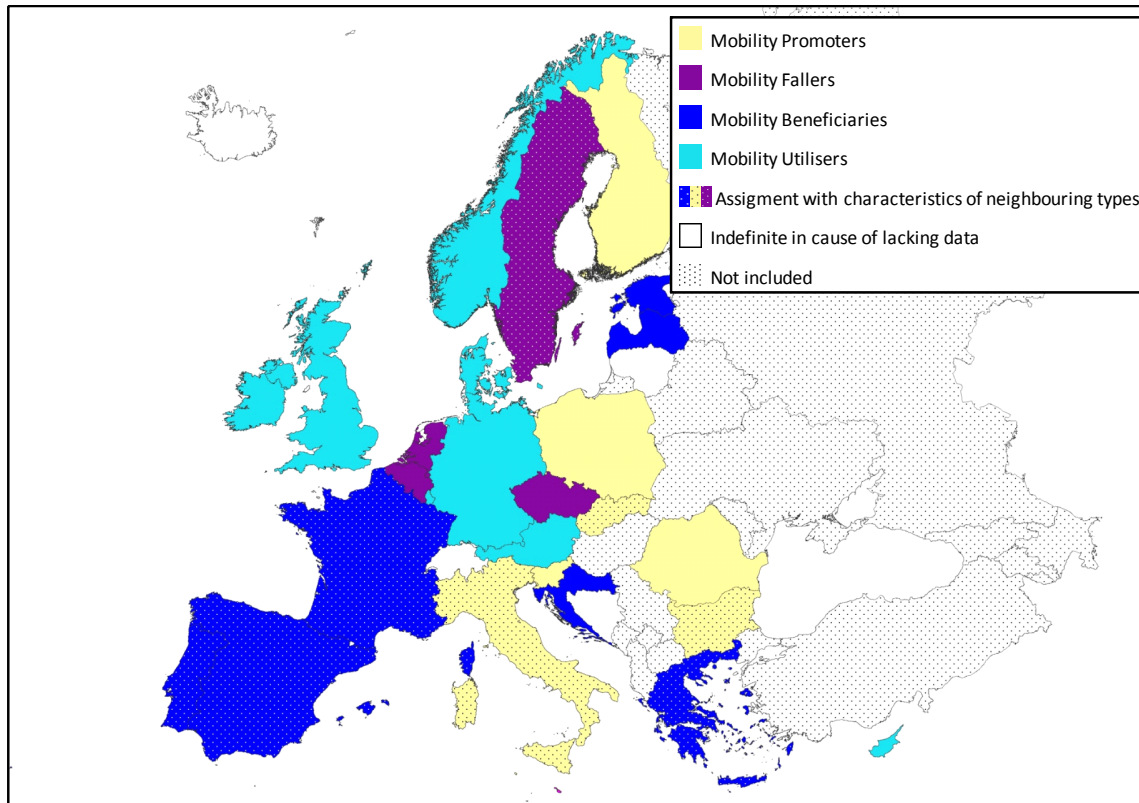 Mobility Promoters
Mobility Fallers
Mobility Beneficiaries
Mobility Utilisers
Assigment with characteristics of neighbouring types
Indefinite in cause of lacking data
Not included